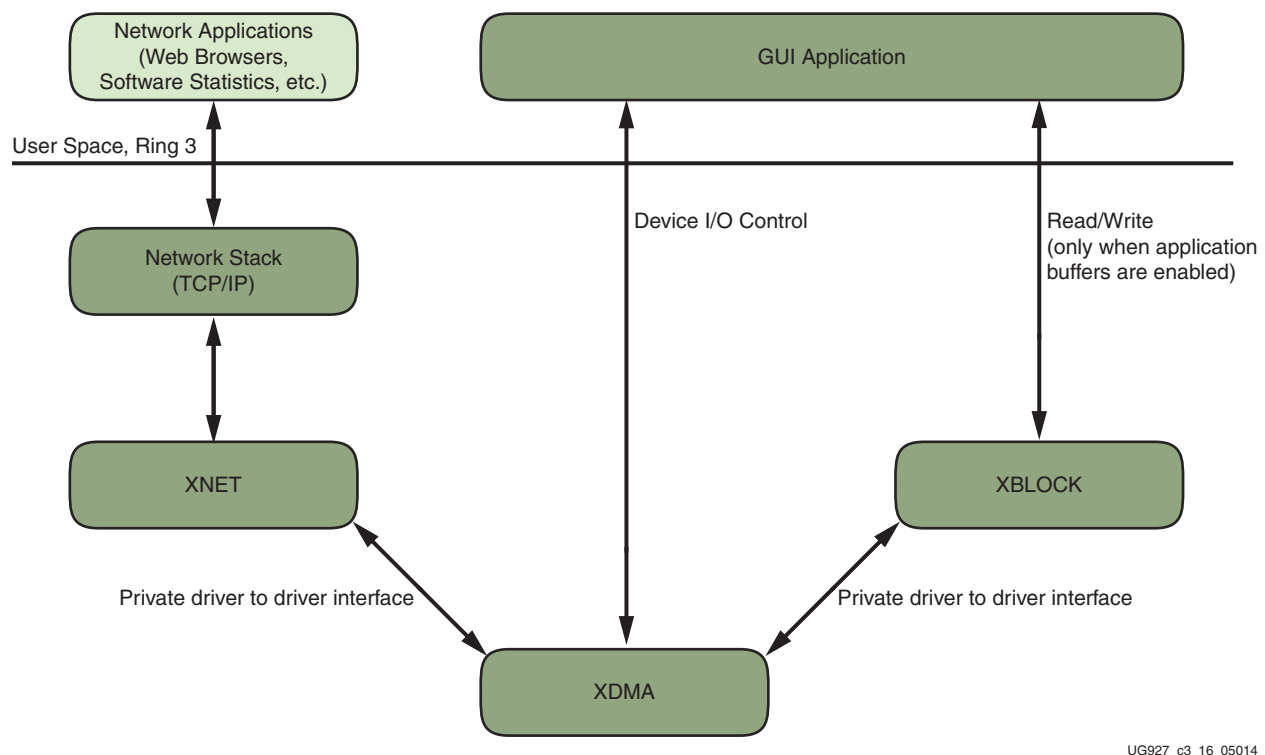 Network Applications
(Web Browsers,
Software Statistics, etc.)
GUI Application
User Space, Ring 3
Device I/O Control
Read/Write
(only when application
buffers are enabled)
Network Stack
(TCP/IP)
XNET
XBLOCK
Private driver to driver interface
Private driver to driver interface
XDMA
UG927_c3_16_05014